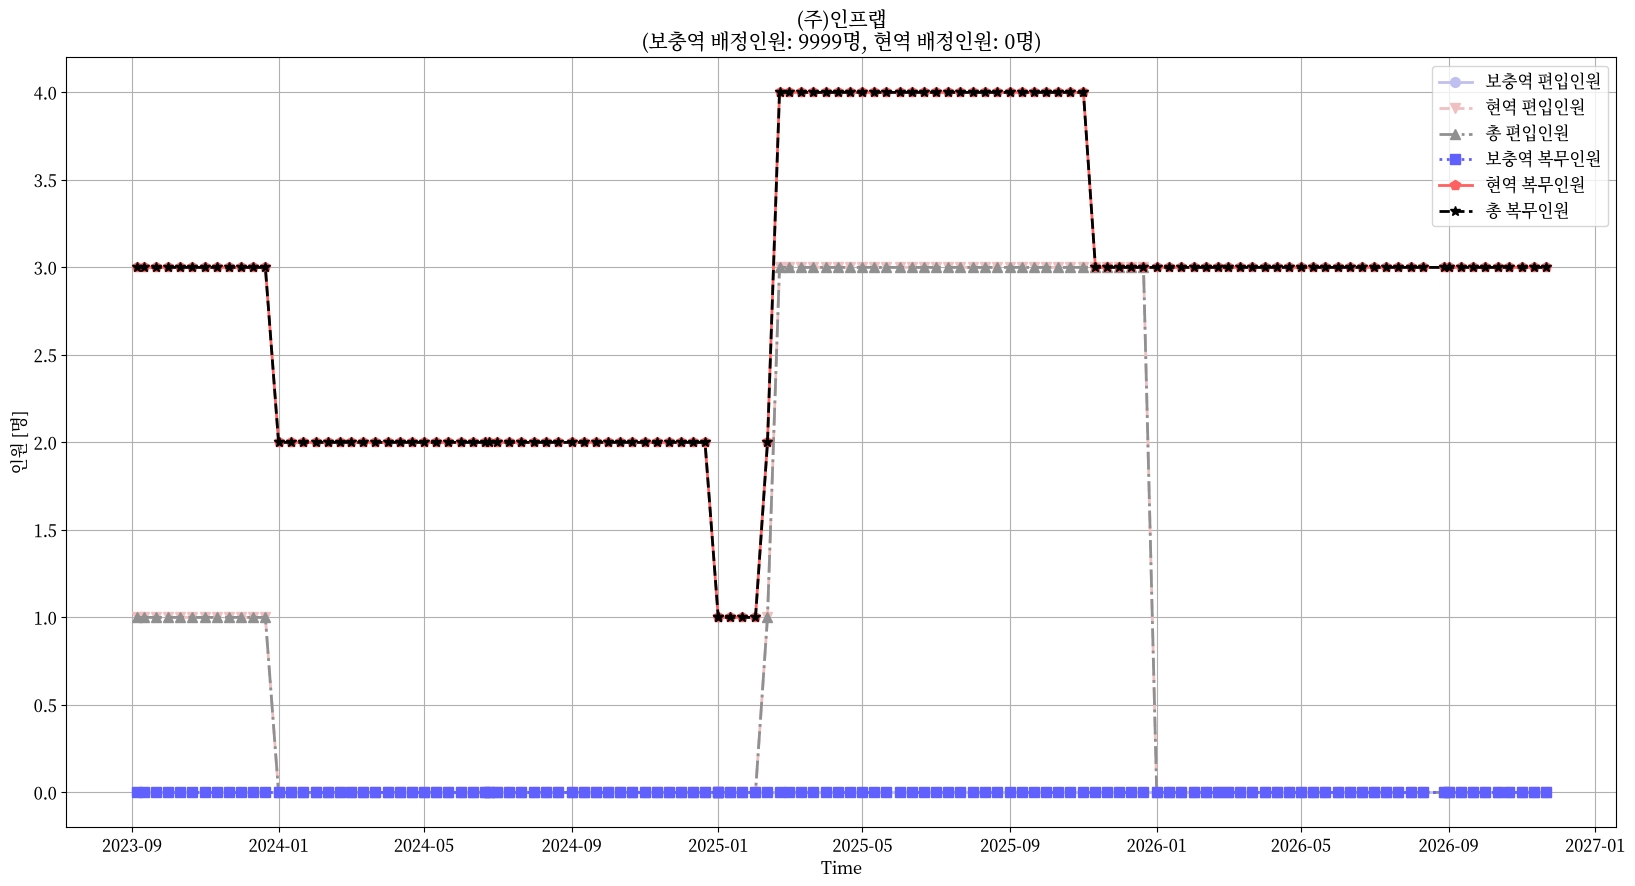 (주)인프랩
(보충역 배정인원: 9999명, 현역 배정인원: 0명)
인원 [명]
4.0
3.5
3.0
2.5
2.0
1.5
1.0
0.5
0.0
보충역 편입인원
현역 편입인원
총 편입인원
보충역 복무인원
현역 복무인원
총 복무인원
2023-09 2024-01 2024-05 2024-09 2025-01 2025-05 2025-09 2026-01 2026-05 2026-09 2027-01
Time